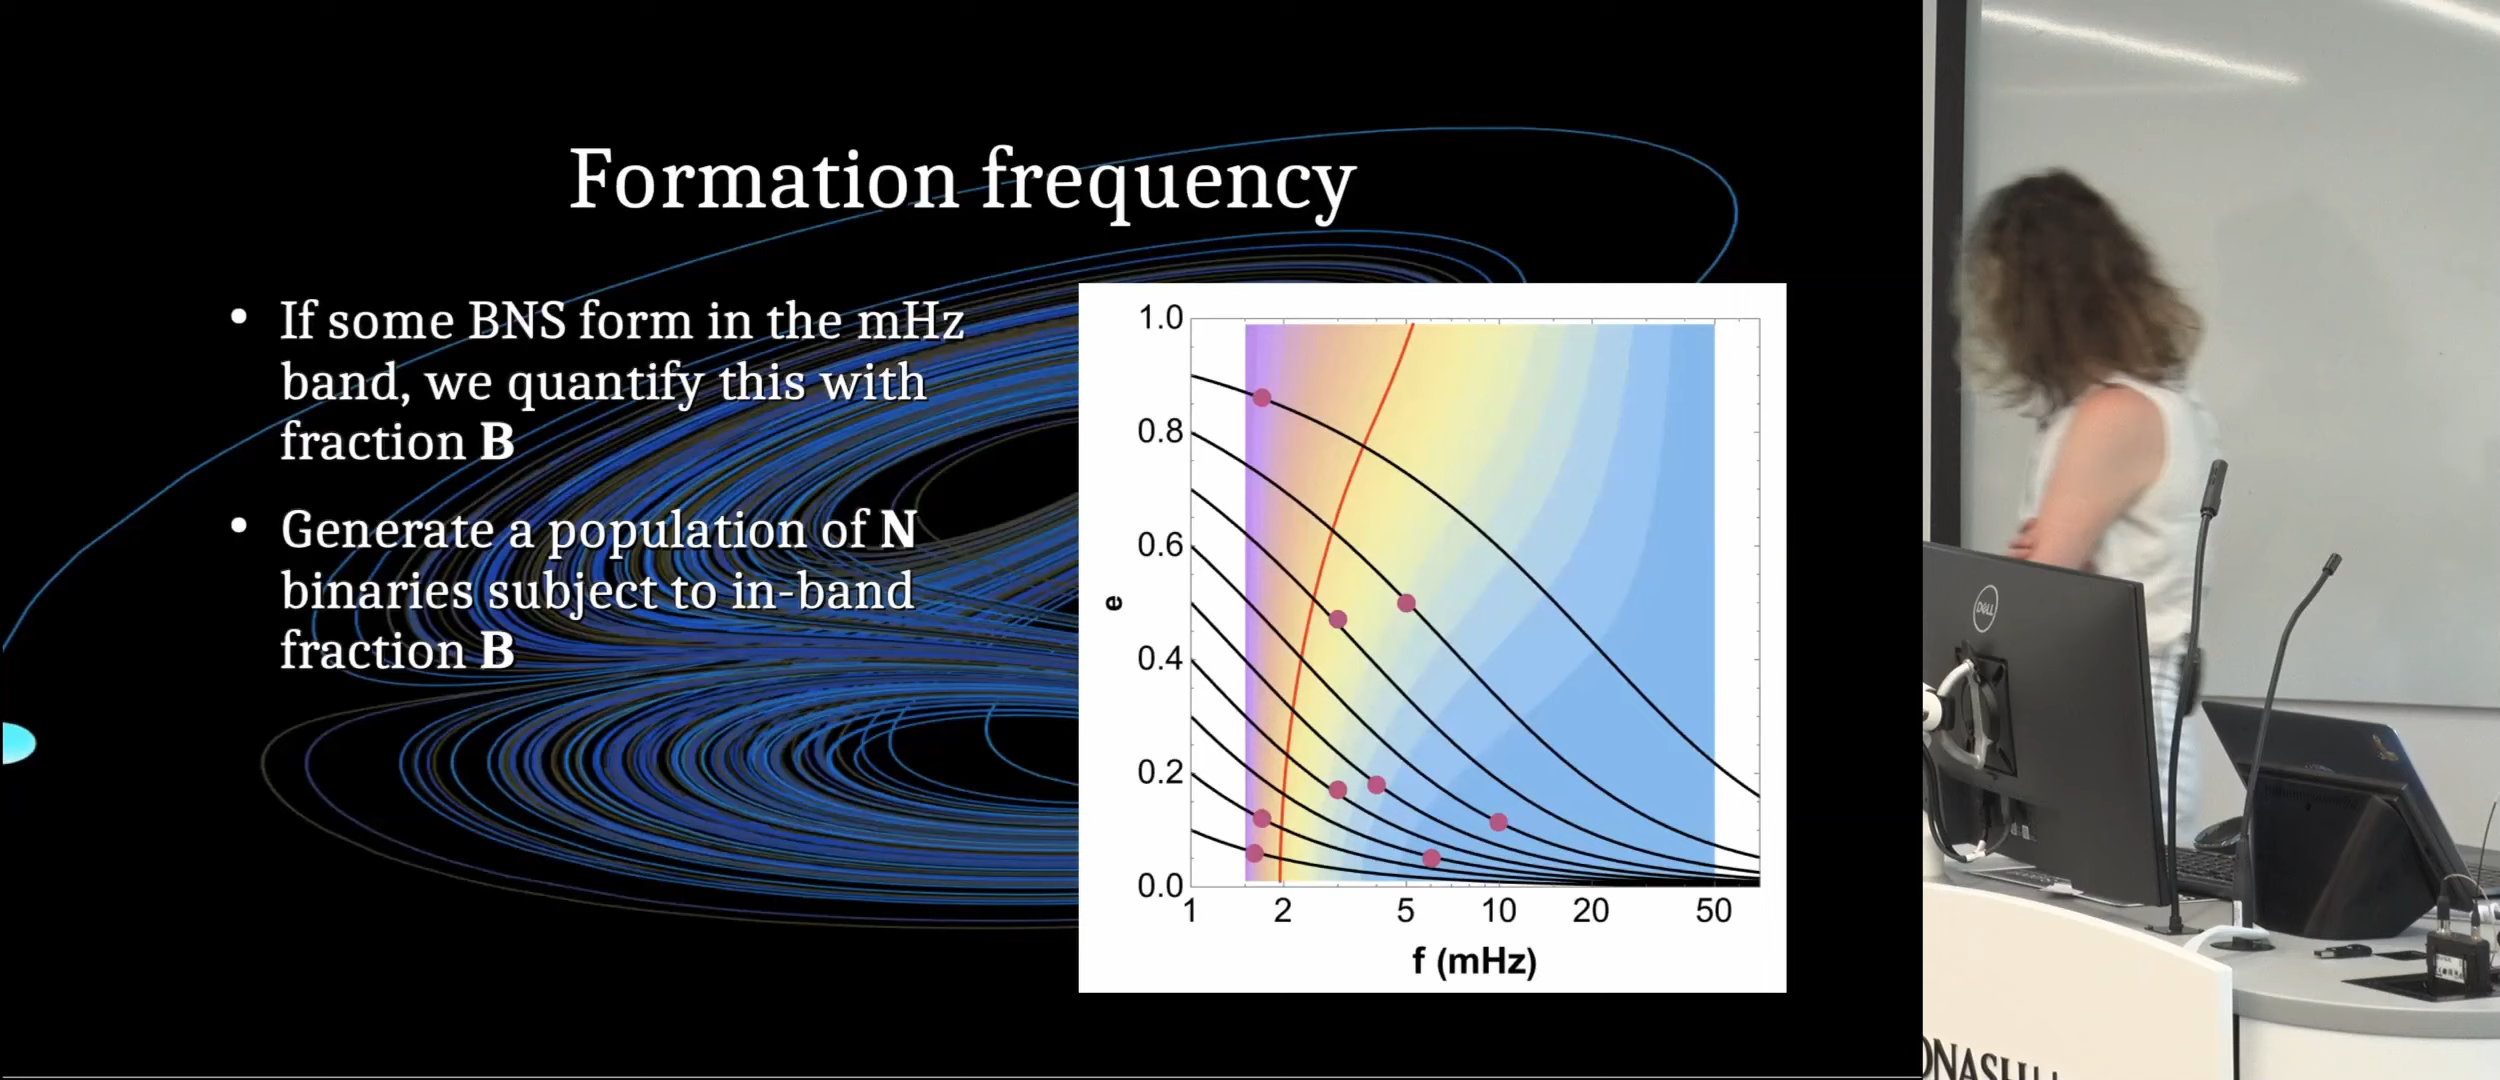 Formation frequency
• If some BNS form in the mHz
band, we quantify this with
fraction B
• Generate a population of N
binaries subject to in-band
fraction B
1.0
0.8
0.6
0.4
0.2
0.0
e
1 2 5 10 20 50
f (mHz)
DELL